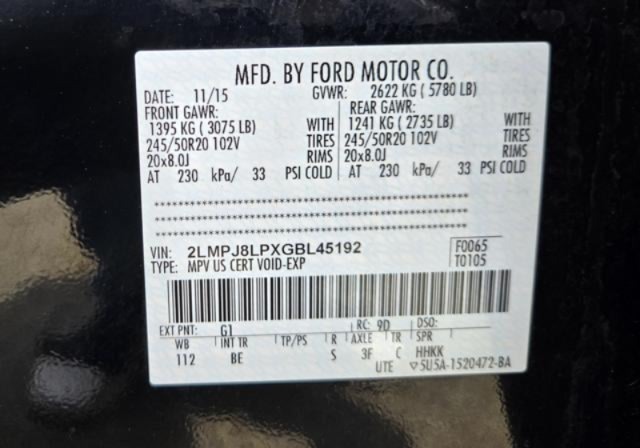 MFD. BY FORD MOTOR CO.
DATE: 11/15 GVWR: 2622 KG ( 5780 LB)
FRONT GAWR: REAR GAWR:
1395 KG ( 3075 LB) WITH 1241 KG ( 2735 LB) WITH
245/50R20 102V TIRES 245/50R20 102V TIRES
20x8.0J RIMS 20x8.0J RIMS
AT 230 kPa/ 33 PSI COLD AT 230 kPa/ 33 PSI COLD
VIN: 2LMPJ8LPXGBL45192 F0065
TYPE: MPV US CERT VOID-EXP T0105
EXT PNT: G1 RC: 9D DSO:
WB INT TR TP/PS R AXLE TR SPR
112 BE S 3F C HHKK
UTE ▽5U5A-1520472-BA